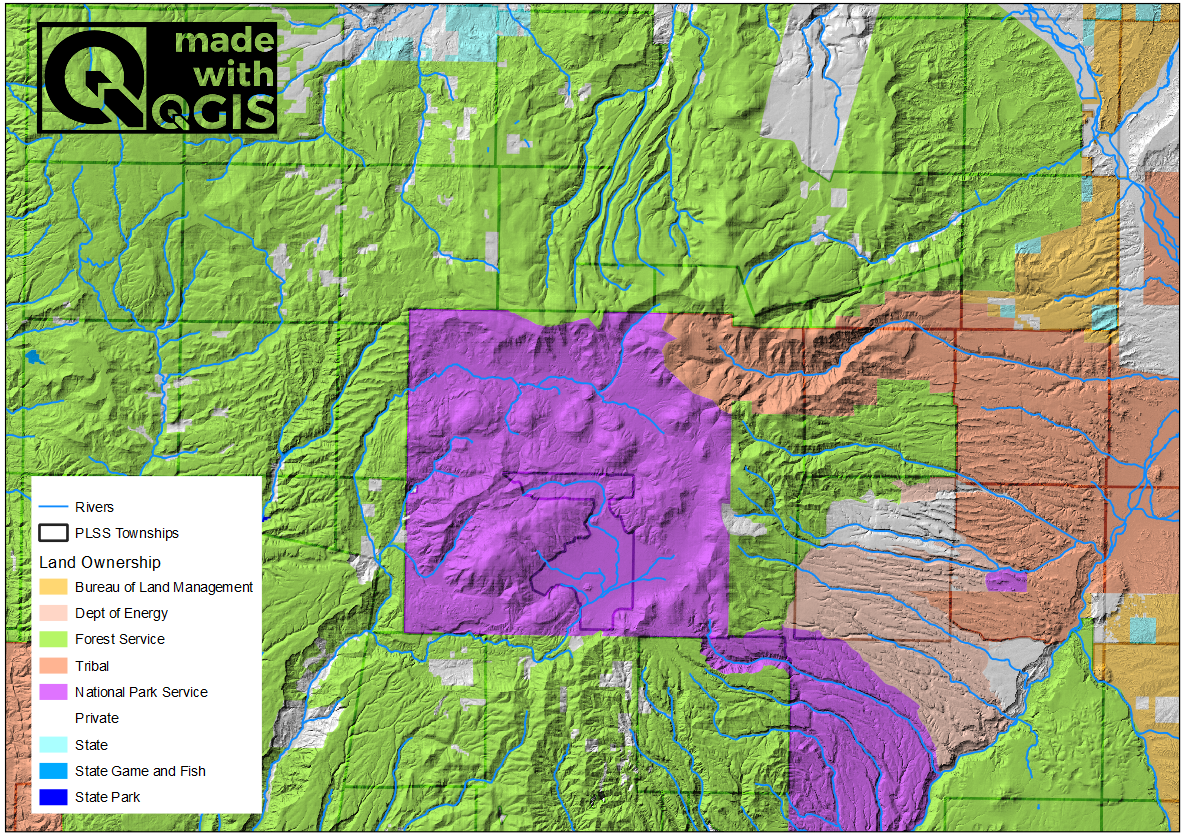 made
with
QGIS
Rivers
PLSS Townships
Land Ownership
Bureau of Land Management
Dept of Energy
Forest Service
Tribal
National Park Service
Private
State
State Game and Fish
State Park